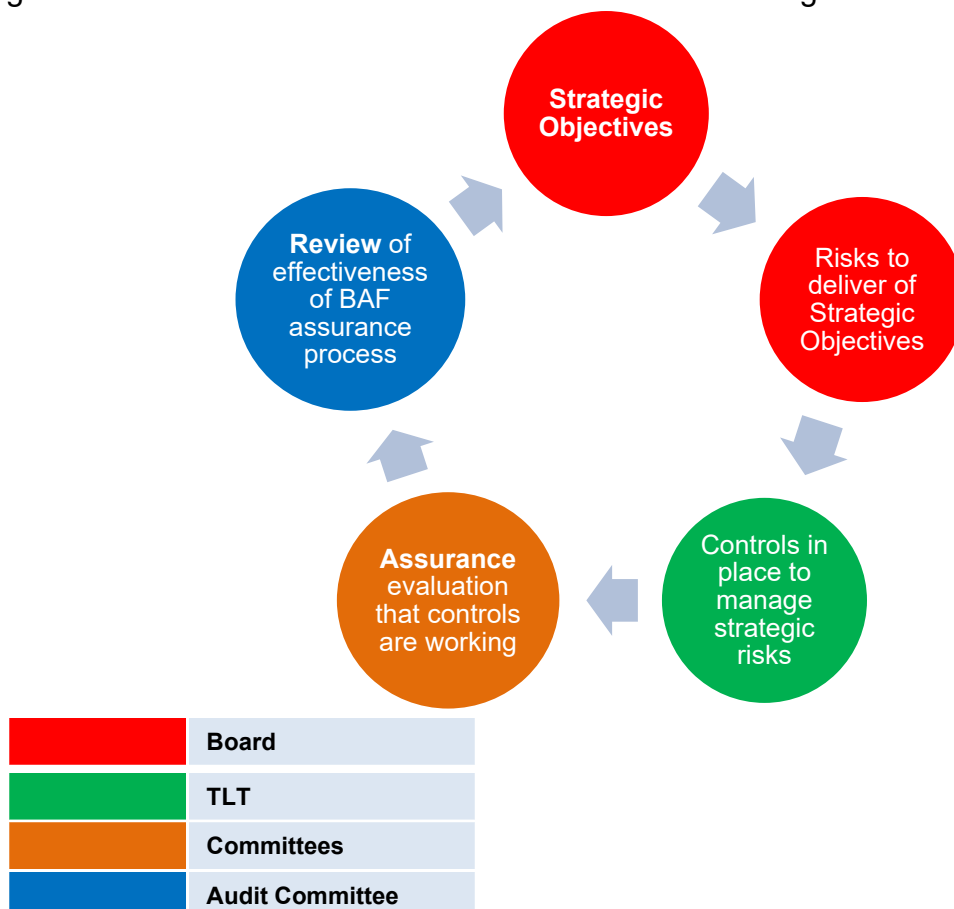 Strategic
Objectives
Risks to
deliver of
Strategic
Objectives
Controls in
place to
manage
strategic
risks
Assurance
evaluation
that controls
are working
Review of
effectiveness
of BAF
assurance
process
Board
TLT
Committees
Audit Committee